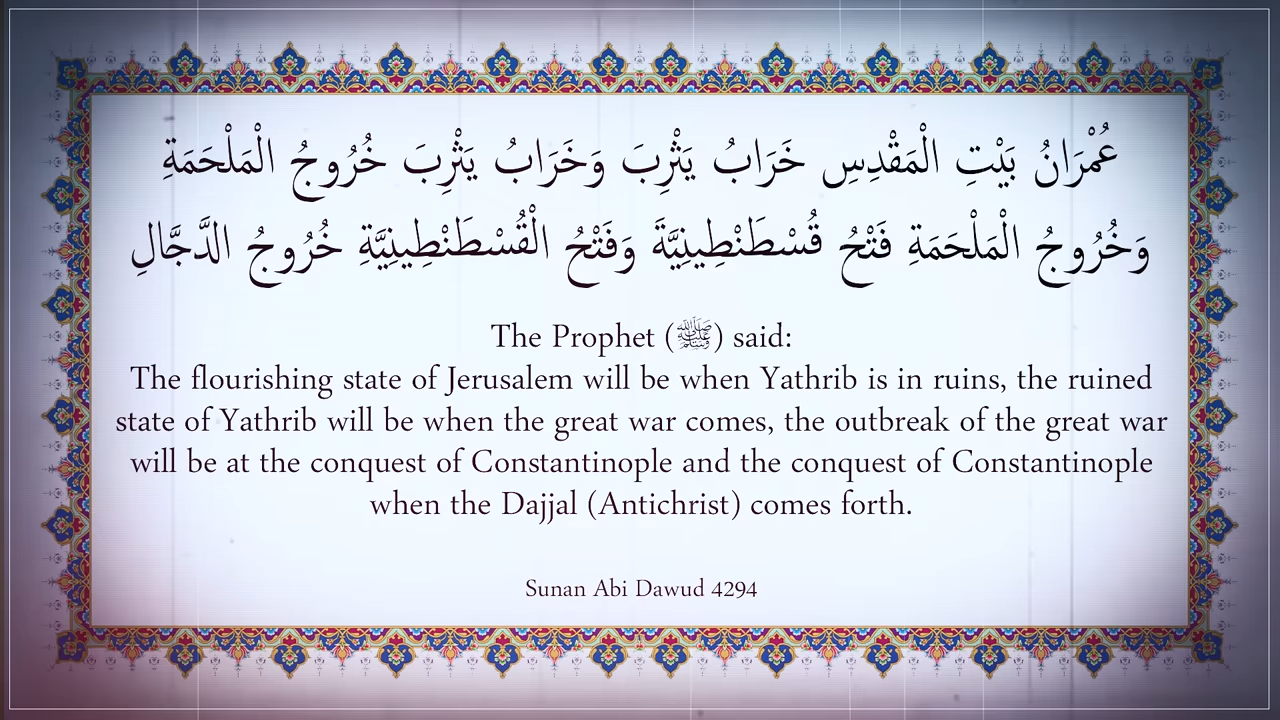 عُمْرَانُ بَيْتِ الْمَقْدِسِ خَرَابُ يَثْرِبَ وَخَرَابُ يَثْرِبَ خُرُوجُ الْمَلْحَمَةِ
وَخُرُوجُ الْمَلْحَمَةِ فَتْحُ قُسْطَنْطِينِيَّةَ وَفَتْحُ الْقُسْطَنْطِينِيَّةِ خُرُوجُ الدَّجَّالِ
The Prophet (ﷺ) said:
The flourishing state of Jerusalem will be when Yathrib is in ruins, the ruined
state of Yathrib will be when the great war comes, the outbreak of the great war
will be at the conquest of Constantinople and the conquest of Constantinople
when the Dajjal (Antichrist) comes forth.
Sunan Abi Dawud 4294